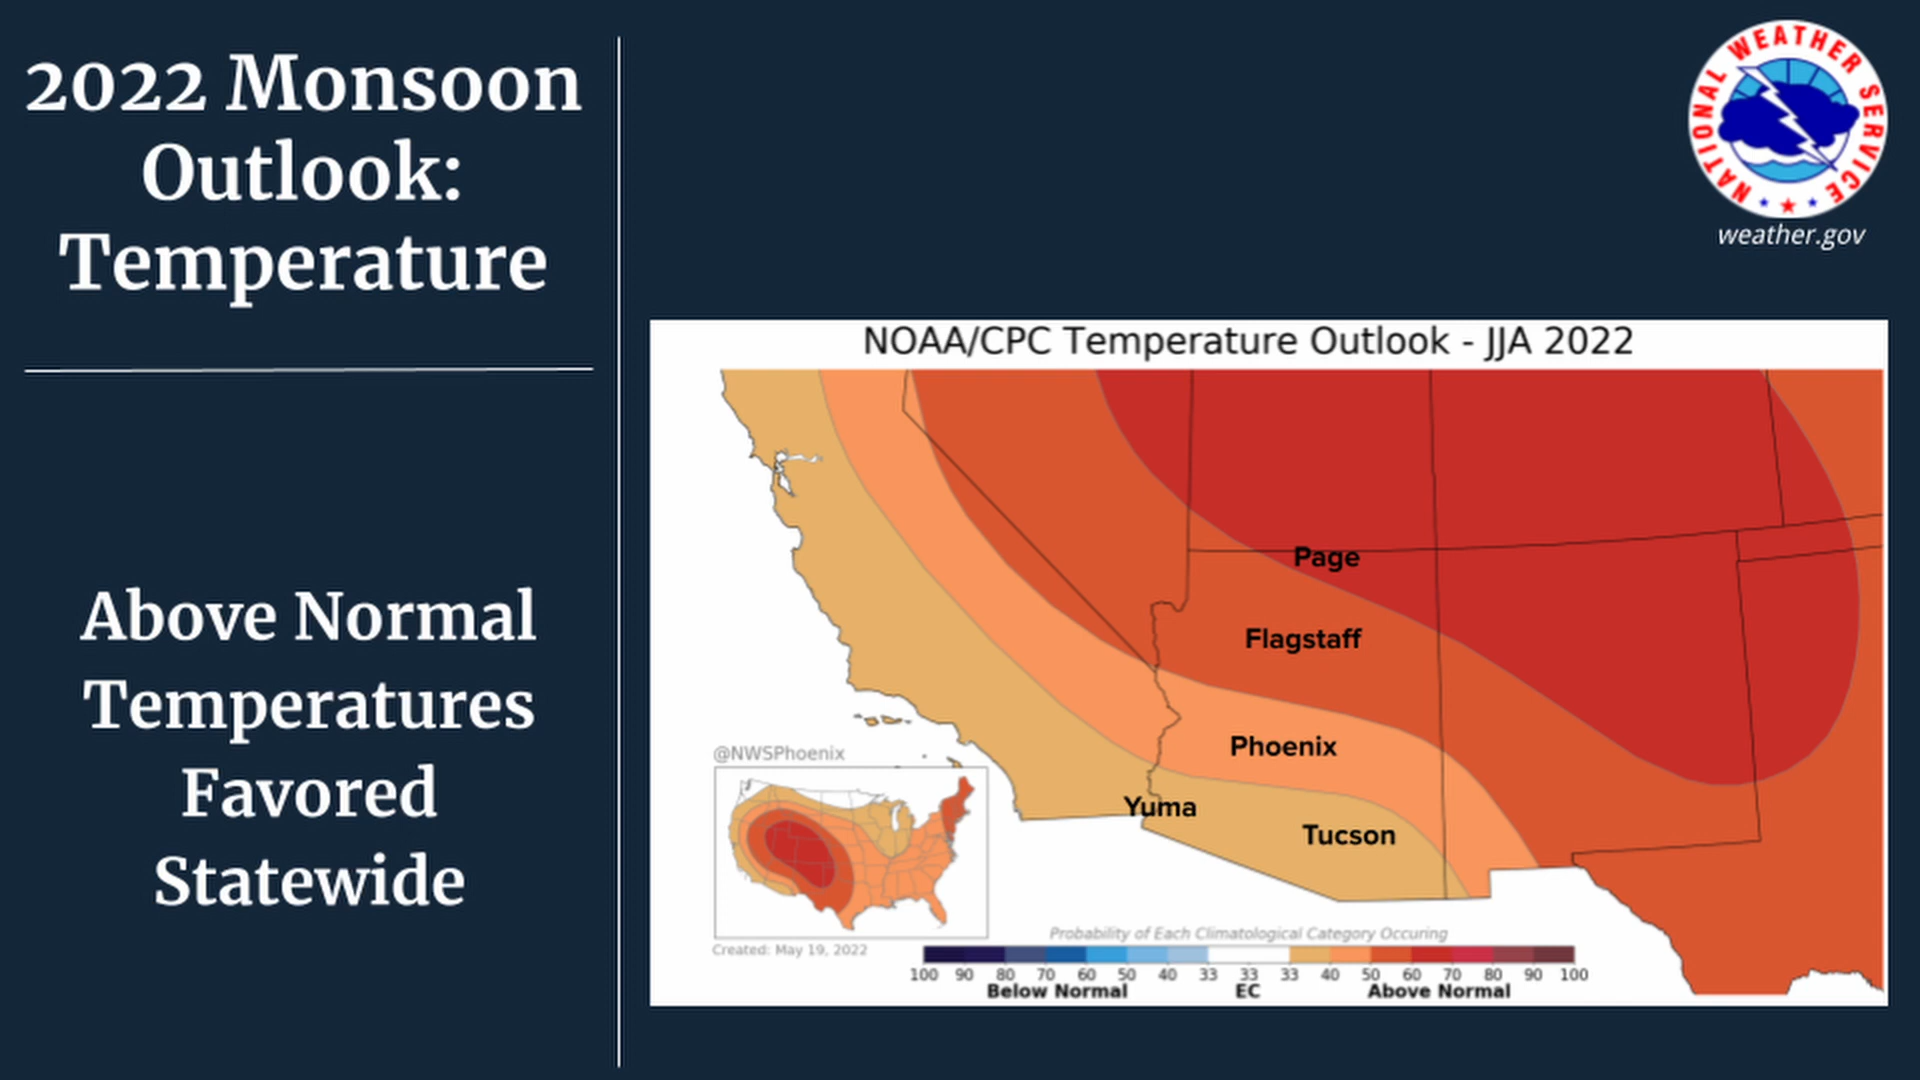 2022 Monsoon
Outlook:
Temperature
Above Normal
Temperatures
Favored
Statewide
NATIONAL WEATHER SERVICE
weather.gov
NOAA/CPC Temperature Outlook - JJA 2022
Page
Flagstaff
Phoenix
Yuma
Tucson
@NWSPhoenix
Created: May 19, 2022
Probability of Each Climatological Category Occuring
100 90 80 70 60 50 40 33 33 33 40 50 60 70 80 90 100
Below Normal EC Above Normal